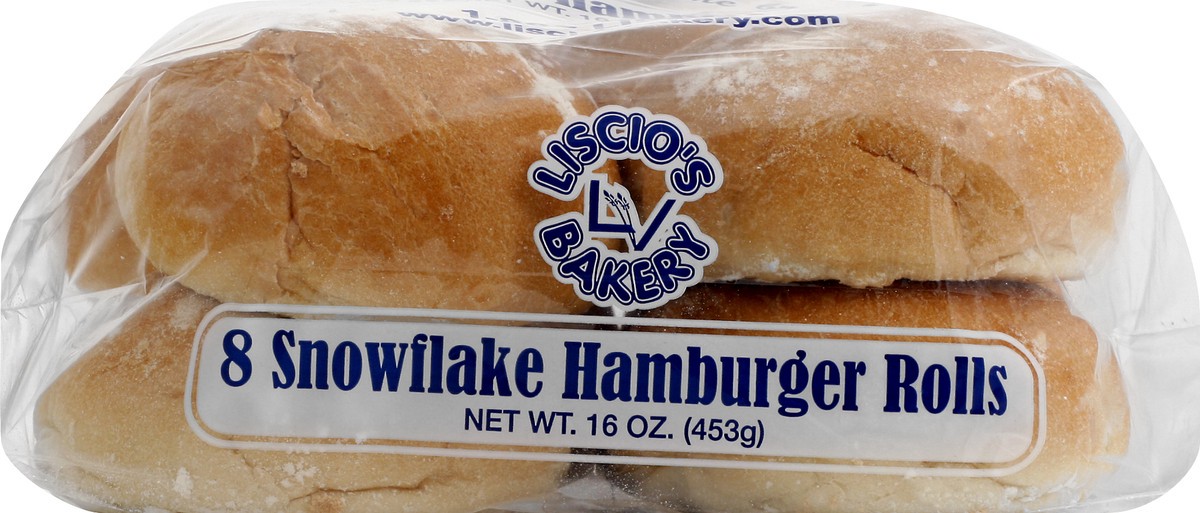 LISCIO'S
LV
BAKERY
8 Snowflake Hamburger Rolls
NET WT. 16 OZ. (453g)